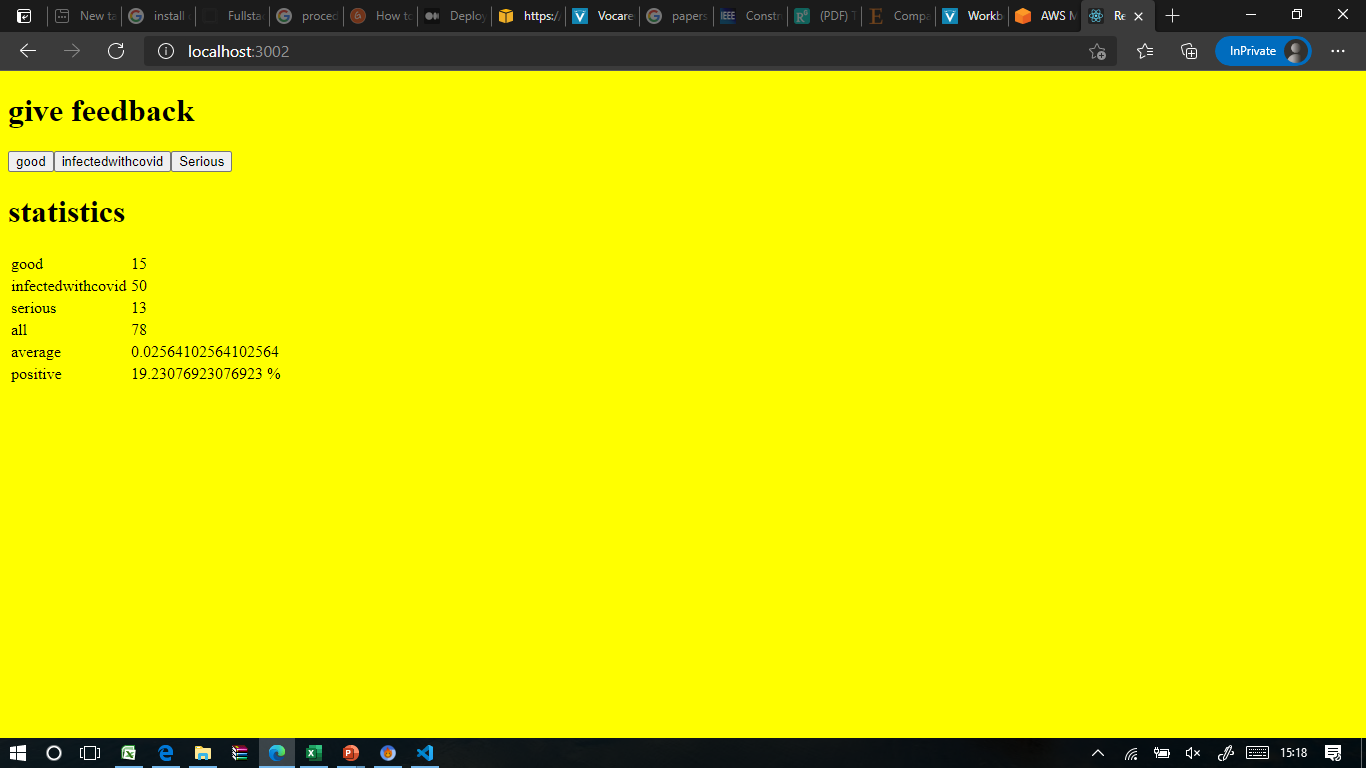 New ta
install
Fullsta
proced
How to
Deploy
https:/
Vocare
papers
IEEE
Constr
(PDF) T
Compa
Workb
AWS M
Re
localhost:3002
InPrivate
give feedback
good infectedwithcovid Serious
statistics
good 15
infectedwithcovid 50
serious 13
all 78
average 0.02564102564102564
positive 19.23076923076923 %
15:18